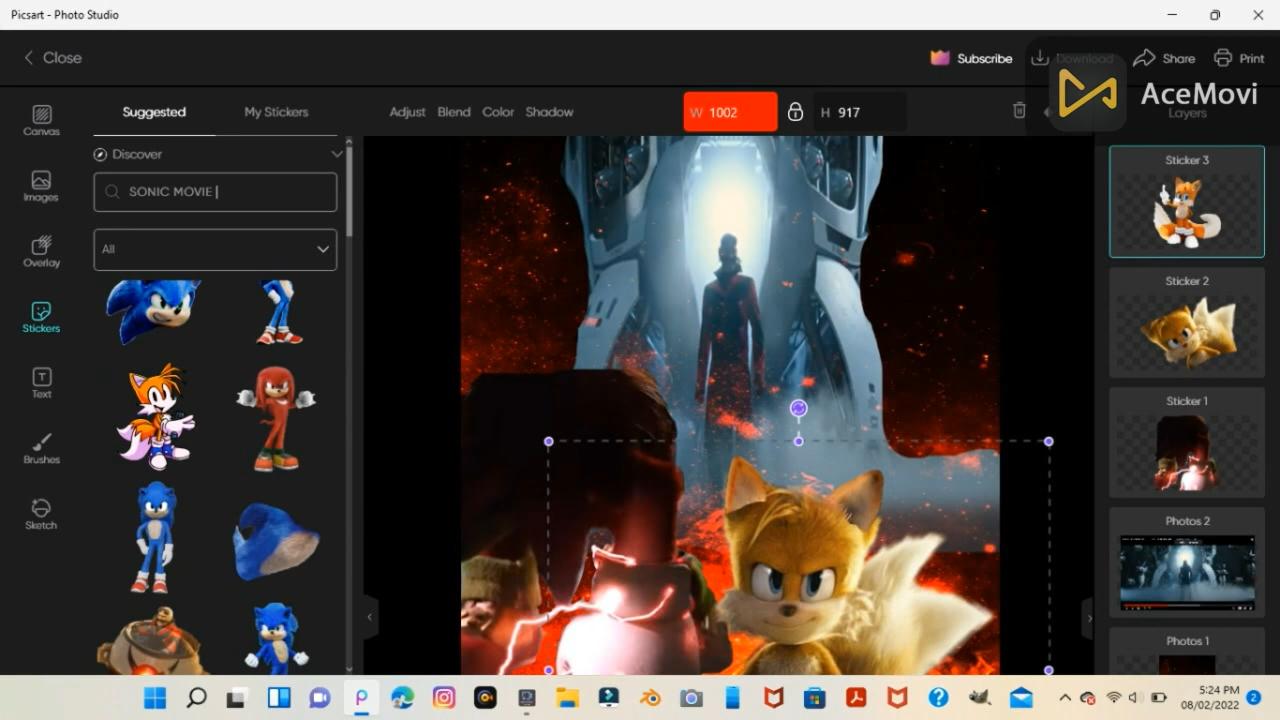 Picsart - Photo Studio
Close
Subscribe
Download
Share
Print
AceMovi
Canvas
Images
Overlay
Stickers
Text
Brushes
Sketch
Suggested
My Stickers
Discover
SONIC MOVIE
All
Adjust
Blend
Color
Shadow
W 1002
H 917
Layers
Sticker 3
Sticker 2
Sticker 1
Photos 2
Photos 1
5:24 PM
08/02/2022
2